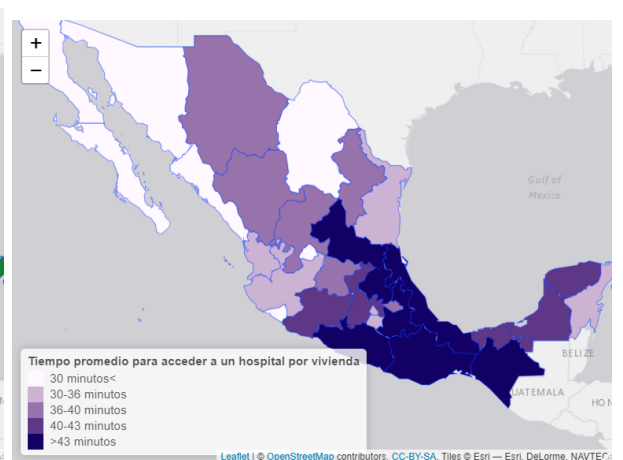 +
−
Gulf of
Mexico
BELIZE
Tiempo promedio para acceder a un hospital por vivienda
30 minutos<
30-36 minutos
36-40 minutos
40-43 minutos
>43 minutos
UATEMALA
HO
Leaflet | © OpenStreetMap contributors, CC-BY-SA, Tiles © Esri — Esri, DeLorme, NAVTEC